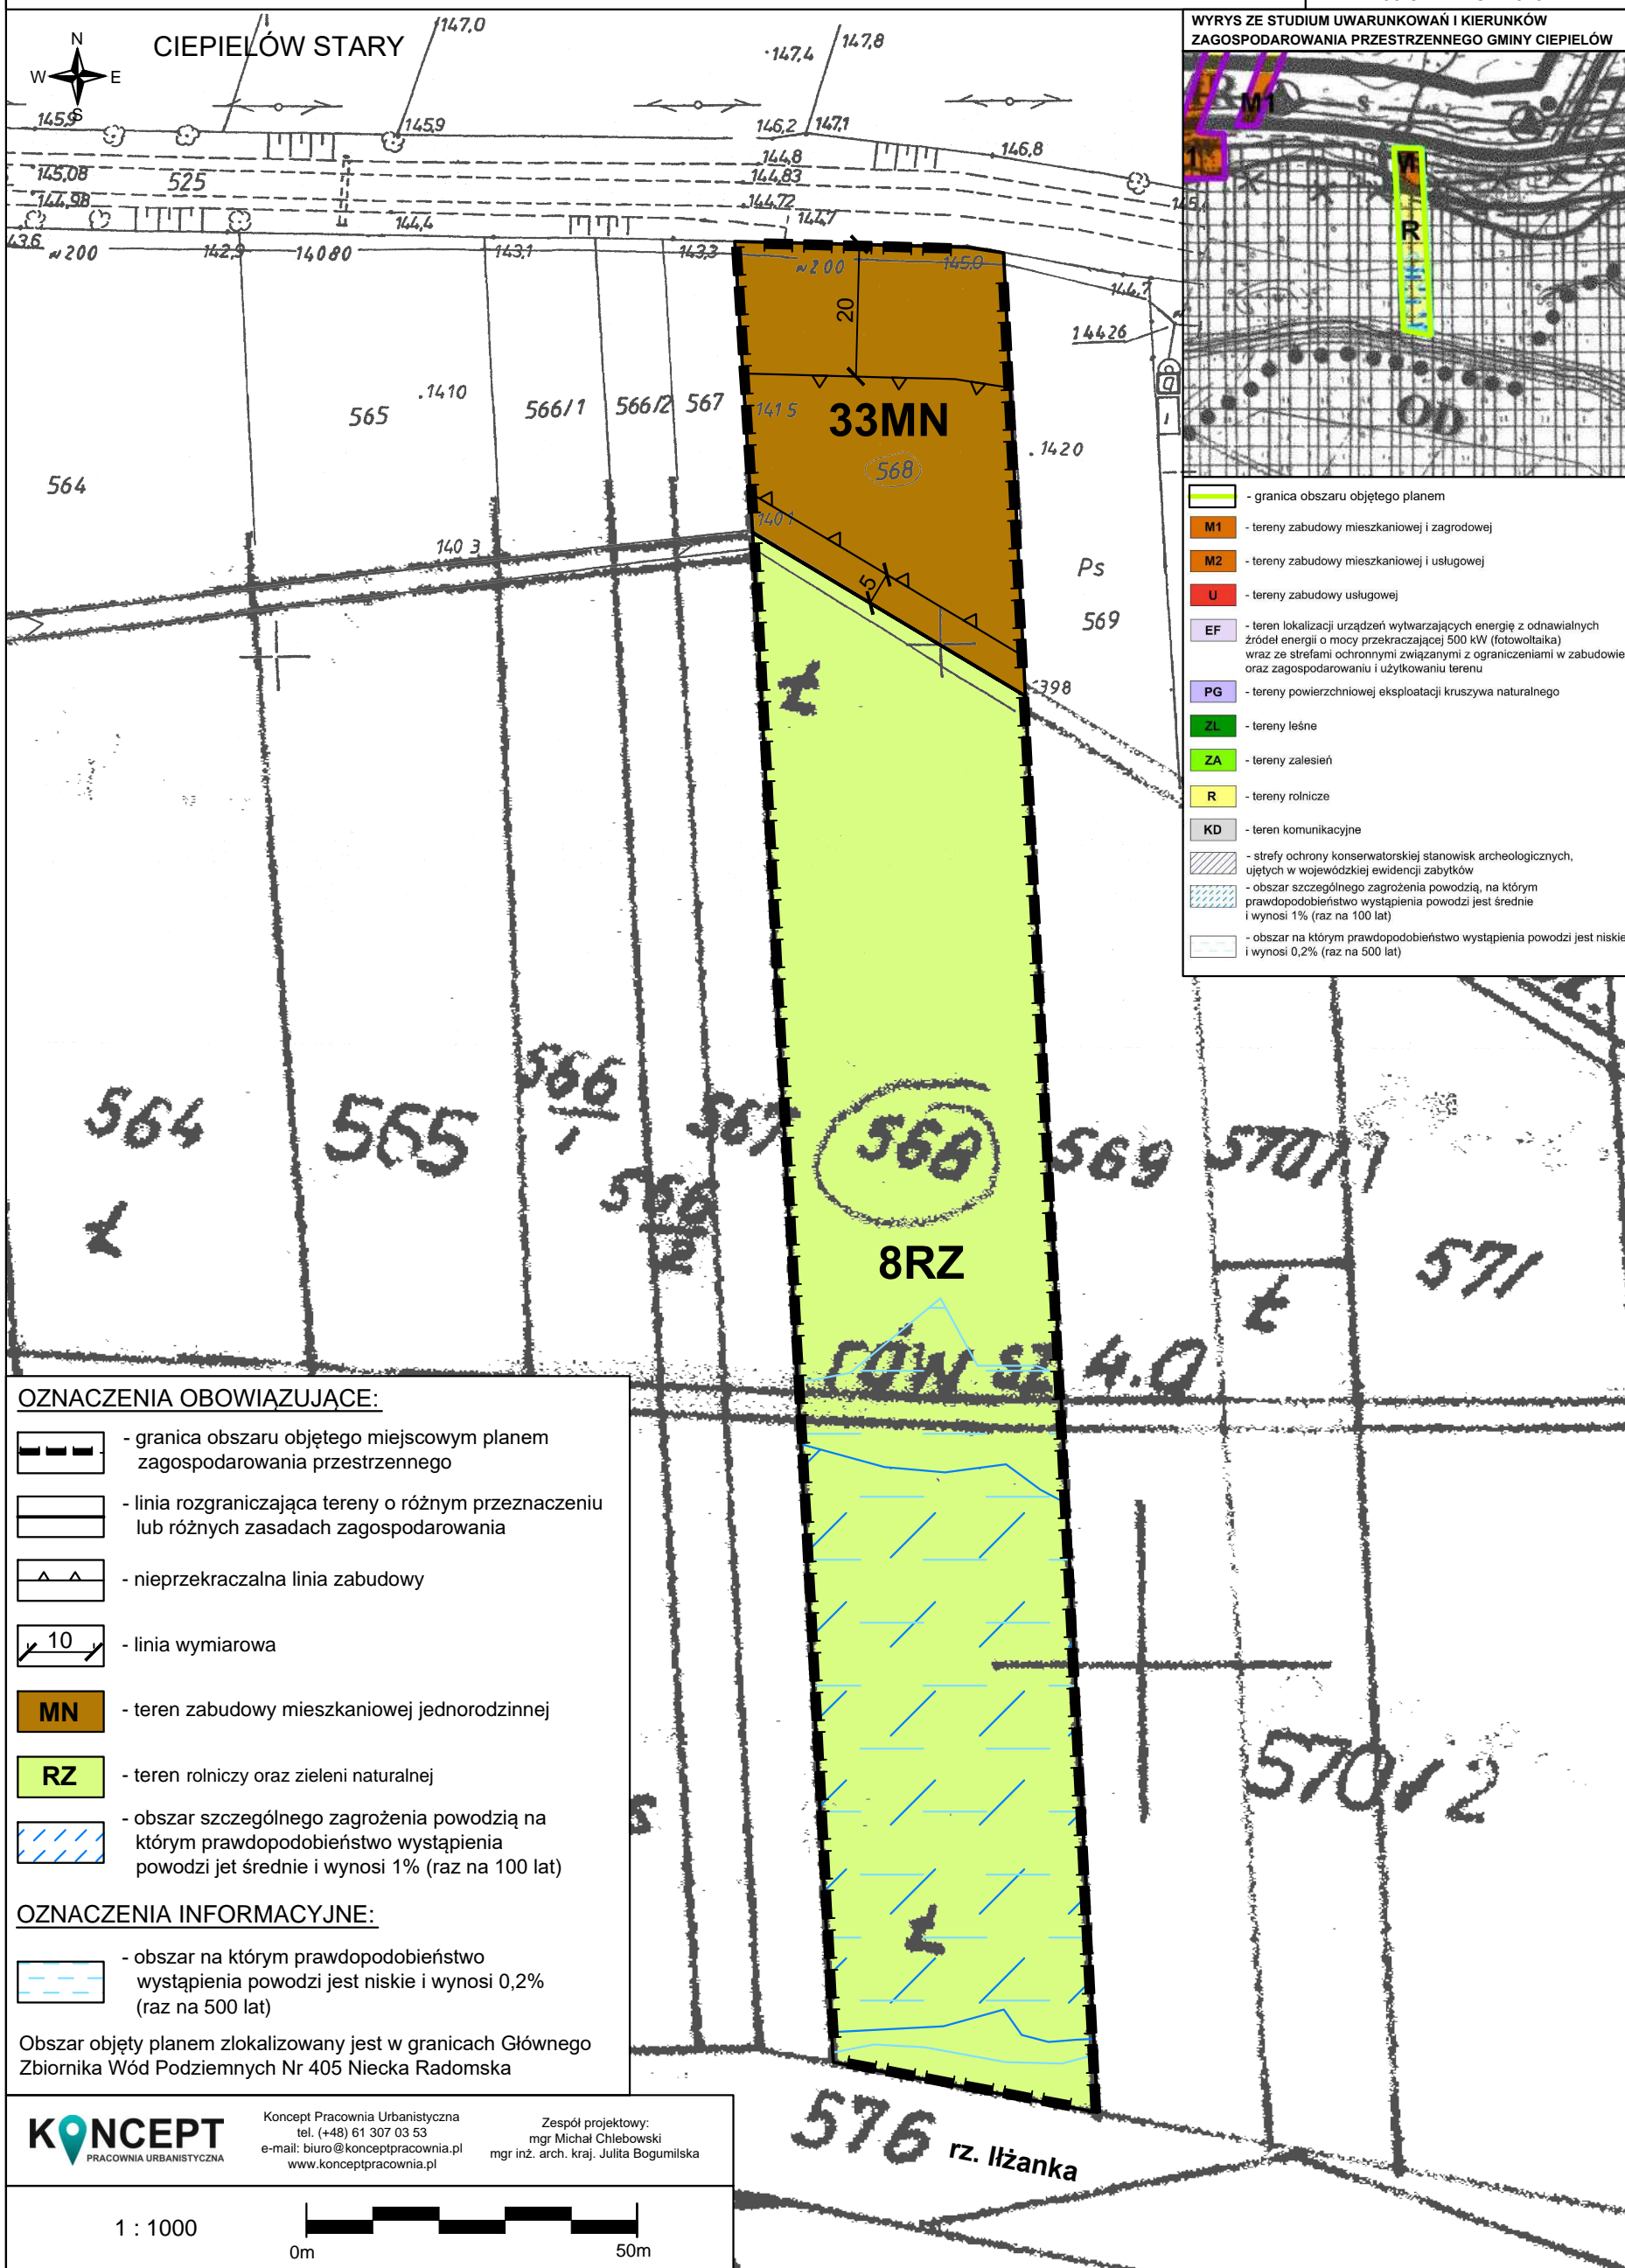 CIEPIELÓW STARY
N
W
E
S
147,0
147,4
147,8
145,9
145,9
146,2
147,1
146,8
145,08
525
144,8
144,83
144,98
144,72
144,7
144,4
43,6
~200
142,9
14080
143,1
143,3
~200
145,0
144,7
14426
20
33MN
568
1415
1410
565
566/1
566/2
567
1420
564
1401
140 3
5
Ps
569
398
564
565
566
1
566
2
567
568
569
570/1
571
8RZ
ŁÓW ST
4.0
570/2
576
rz. Iłżanka
WYRYS ZE STUDIUM UWARUNKOWAŃ I KIERUNKÓW
ZAGOSPODAROWANIA PRZESTRZENNEGO GMINY CIEPIELÓW
M1
1
R
OD
- granica obszaru objętego planem
M1 - tereny zabudowy mieszkaniowej i zagrodowej
M2 - tereny zabudowy mieszkaniowej i usługowej
U - tereny zabudowy usługowej
EF - teren lokalizacji urządzeń wytwarzających energię z odnawialnych
źródeł energii o mocy przekraczającej 500 kW (fotowoltaika)
wraz ze strefami ochronnymi związanymi z ograniczeniami w zabudowie
oraz zagospodarowaniu i użytkowaniu terenu
PG - tereny powierzchniowej eksploatacji kruszywa naturalnego
ZL - tereny leśne
ZA - tereny zalesień
R - tereny rolnicze
KD - teren komunikacyjne
- strefy ochrony konserwatorskiej stanowisk archeologicznych,
ujętych w wojewódzkiej ewidencji zabytków
- obszar szczególnego zagrożenia powodzią, na którym
prawdopodobieństwo wystąpienia powodzi jest średnie
i wynosi 1% (raz na 100 lat)
- obszar na którym prawdopodobieństwo wystąpienia powodzi jest niskie
i wynosi 0,2% (raz na 500 lat)
OZNACZENIA OBOWIĄZUJĄCE:
- granica obszaru objętego miejscowym planem
zagospodarowania przestrzennego
- linia rozgraniczająca tereny o różnym przeznaczeniu
lub różnych zasadach zagospodarowania
- nieprzekraczalna linia zabudowy
10 - linia wymiarowa
MN - teren zabudowy mieszkaniowej jednorodzinnej
RZ - teren rolniczy oraz zieleni naturalnej
- obszar szczególnego zagrożenia powodzią na
którym prawdopodobieństwo wystąpienia
powodzi jet średnie i wynosi 1% (raz na 100 lat)
OZNACZENIA INFORMACYJNE:
- obszar na którym prawdopodobieństwo
wystąpienia powodzi jest niskie i wynosi 0,2%
(raz na 500 lat)
Obszar objęty planem zlokalizowany jest w granicach Głównego
Zbiornika Wód Podziemnych Nr 405 Niecka Radomska
KONCEPT
PRACOWNIA URBANISTYCZNA
Koncept Pracownia Urbanistyczna
tel. (+48) 61 307 03 53
e-mail: biuro@konceptpracownia.pl
www.konceptpracownia.pl
Zespół projektowy:
mgr Michał Chlebowski
mgr inż. arch. kraj. Julita Bogumilska
1 : 1000
0m
50m